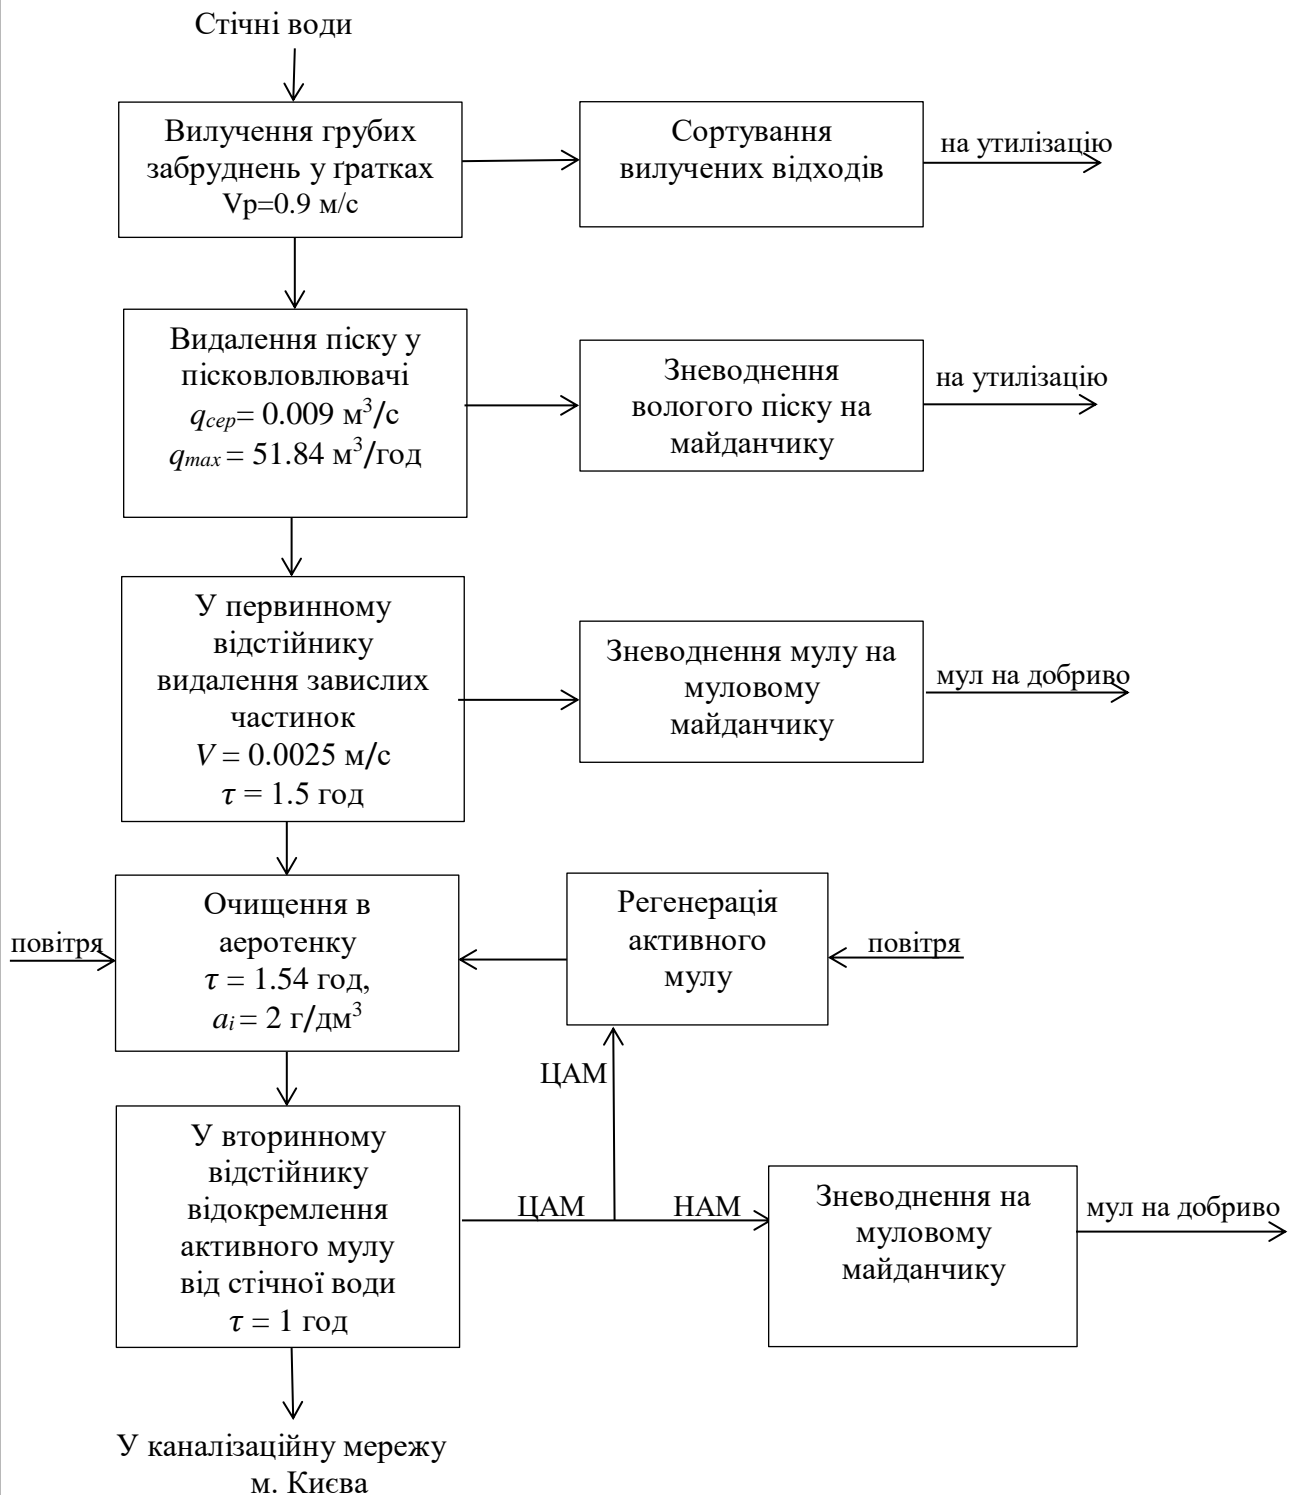 Стічні води
Вилучення грубих
забруднень у ґратках
Vр=0.9 м/с
Сортування
вилучених відходів
на утилізацію
Видалення піску у
пісковловлювачі
qсер= 0.009 м³/с
qmax = 51.84 м³/год
Зневоднення
вологого піску на
майданчику
на утилізацію
У первинному
відстійнику
видалення завислих
частинок
V = 0.0025 м/с
τ = 1.5 год
Зневоднення мулу на
муловому
майданчику
мул на добриво
повітря
Очищення в
аеротенку
τ = 1.54 год,
ai = 2 г/дм³
Регенерація
активного
мулу
повітря
ЦАМ
У вторинному
відстійнику
відокремлення
активного мулу
від стічної води
τ = 1 год
ЦАМ
НАМ
Зневоднення на
муловому
майданчику
мул на добриво
У каналізаційну мережу
м. Києва